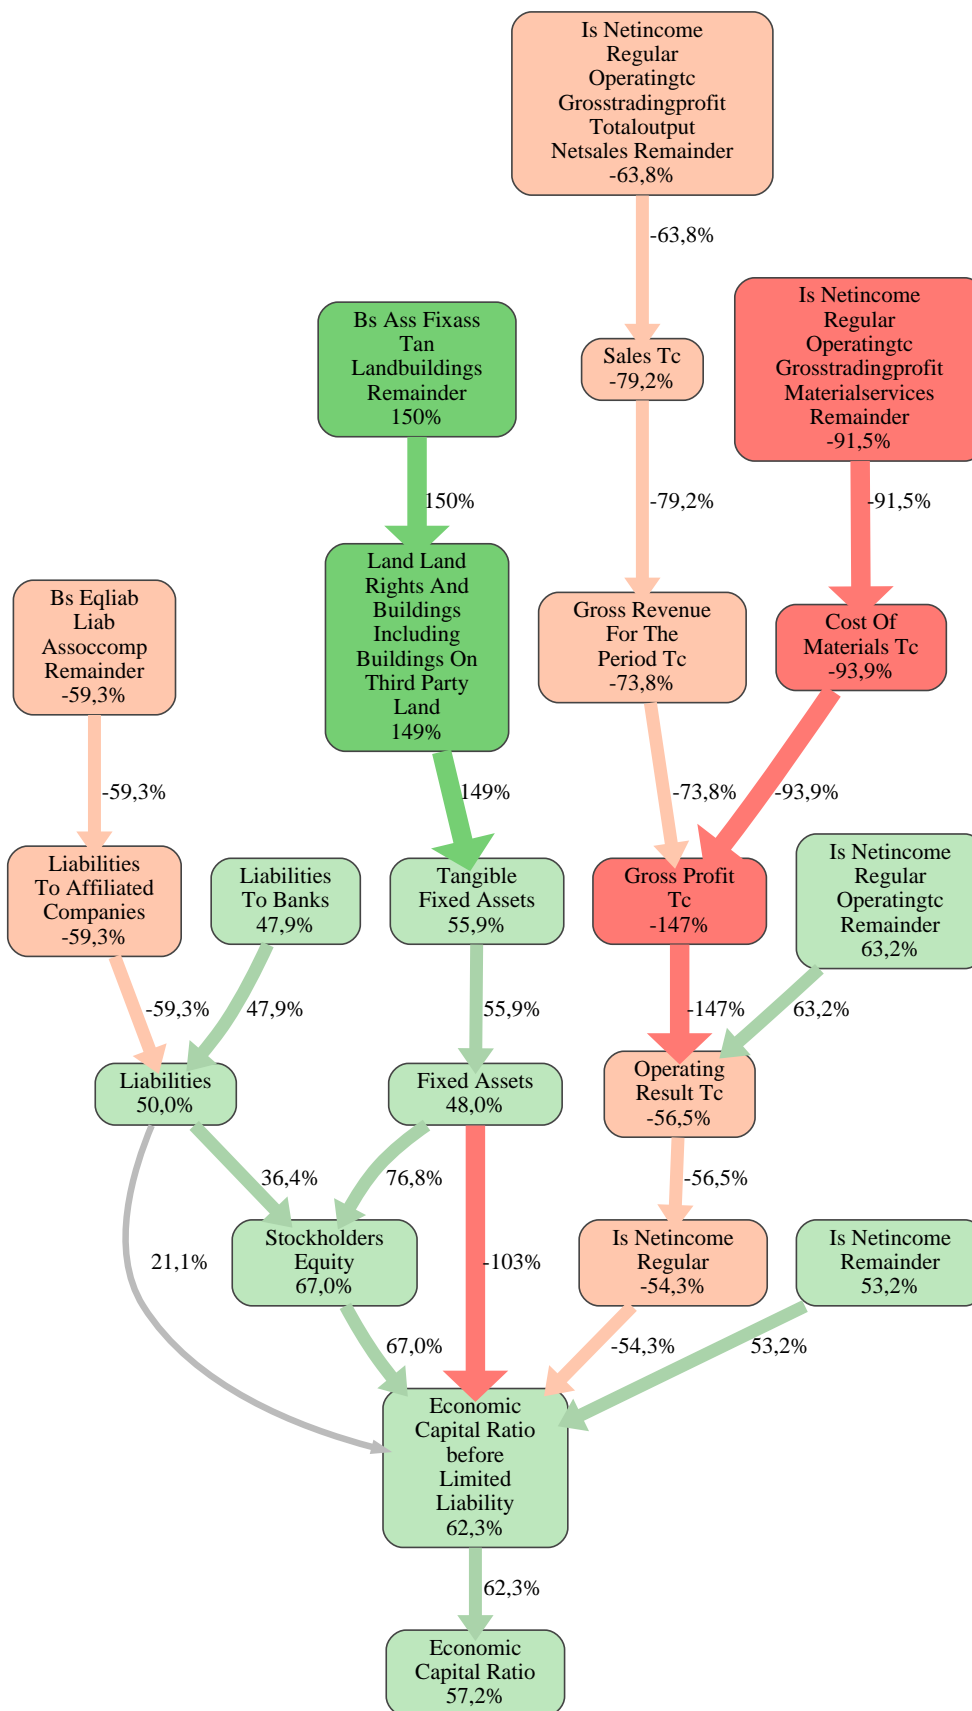 Is Netincome
Regular
Operatingtc
Grosstradingprofit
Totaloutput
Netsales Remainder
-63,8%
-63,8%
Bs Ass Fixass
Tan
Landbuildings
Remainder
150%
Sales Tc
-79,2%
Is Netincome
Regular
Operatingtc
Grosstradingprofit
Materialservices
Remainder
-91,5%
150%
-79,2%
-91,5%
Bs Eqliab
Liab
Assoccomp
Remainder
-59,3%
Land Land
Rights And
Buildings
Including
Buildings On
Third Party
Land
149%
Gross Revenue
For The
Period Tc
-73,8%
Cost Of
Materials Tc
-93,9%
-59,3%
149%
-73,8%
-93,9%
Liabilities
To Affiliated
Companies
-59,3%
Liabilities
To Banks
47,9%
Tangible
Fixed Assets
55,9%
Gross Profit
Tc
-147%
Is Netincome
Regular
Operatingtc
Remainder
63,2%
-59,3%
47,9%
55,9%
-147%
63,2%
Liabilities
50,0%
Fixed Assets
48,0%
Operating
Result Tc
-56,5%
36,4%
76,8%
-56,5%
21,1%
Stockholders
Equity
67,0%
-103%
Is Netincome
Regular
-54,3%
Is Netincome
Remainder
53,2%
67,0%
-54,3%
53,2%
Economic
Capital Ratio
before
Limited
Liability
62,3%
62,3%
Economic
Capital Ratio
57,2%